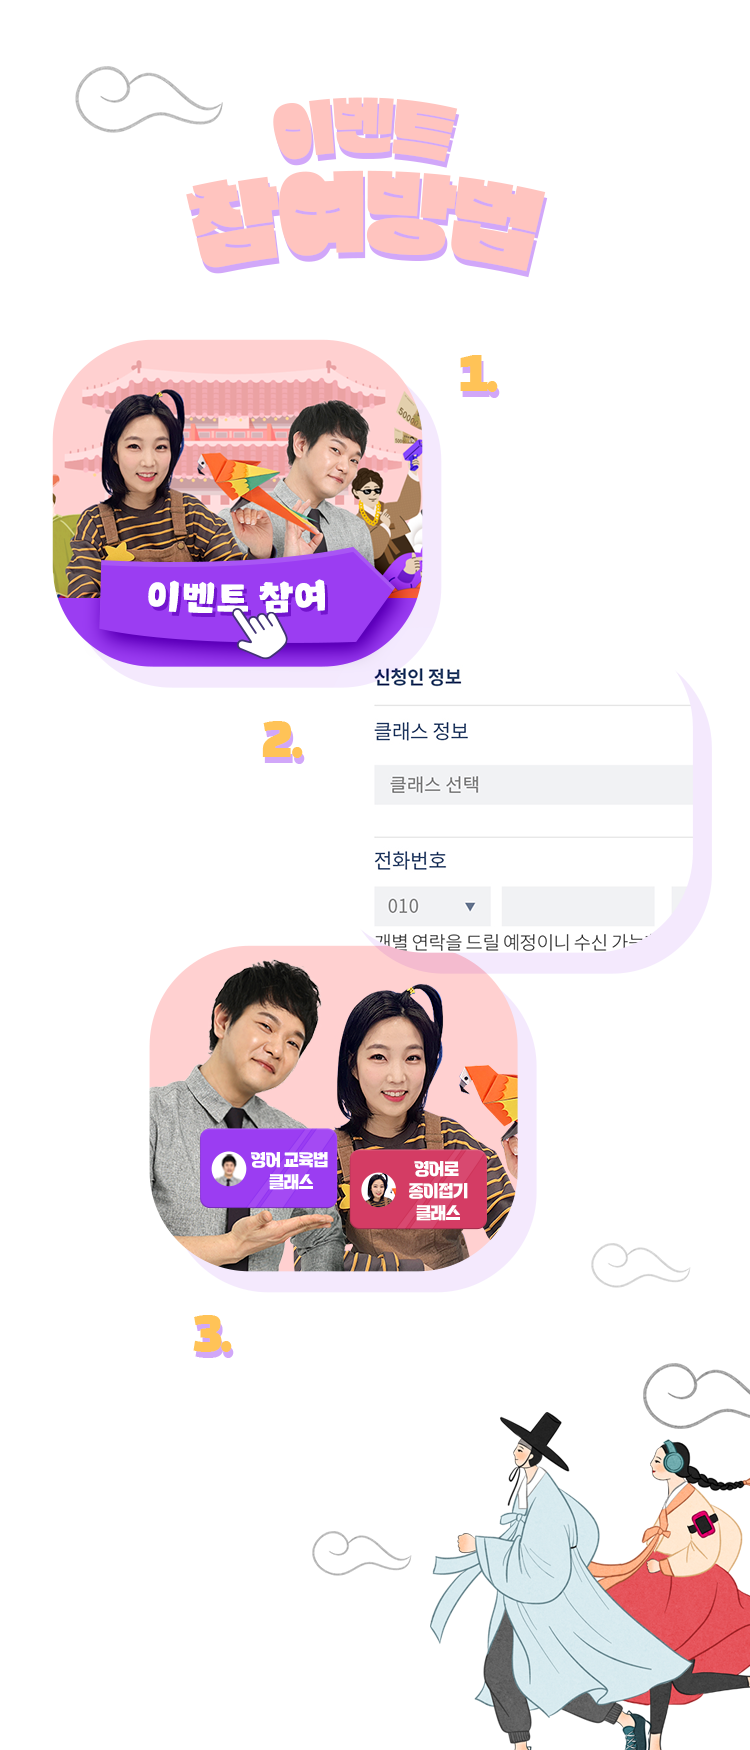 이벤트
참여방법
1.
5000
이벤트 참여
2.
신청인 정보
클래스 정보
클래스 선택
전화번호
010
개별 연락을 드릴 예정이니 수신 가능
영어 교육법
클래스
영어로
종이접기
클래스
3.